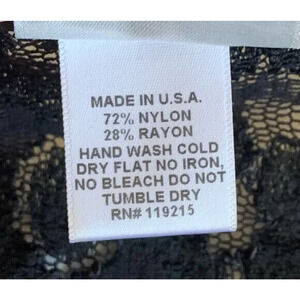 MADE IN U.S.A.
72% NYLON
28% RAYON
HAND WASH COLD
DRY FLAT NO IRON,
NO BLEACH DO NOT
TUMBLE DRY
RN# 119215